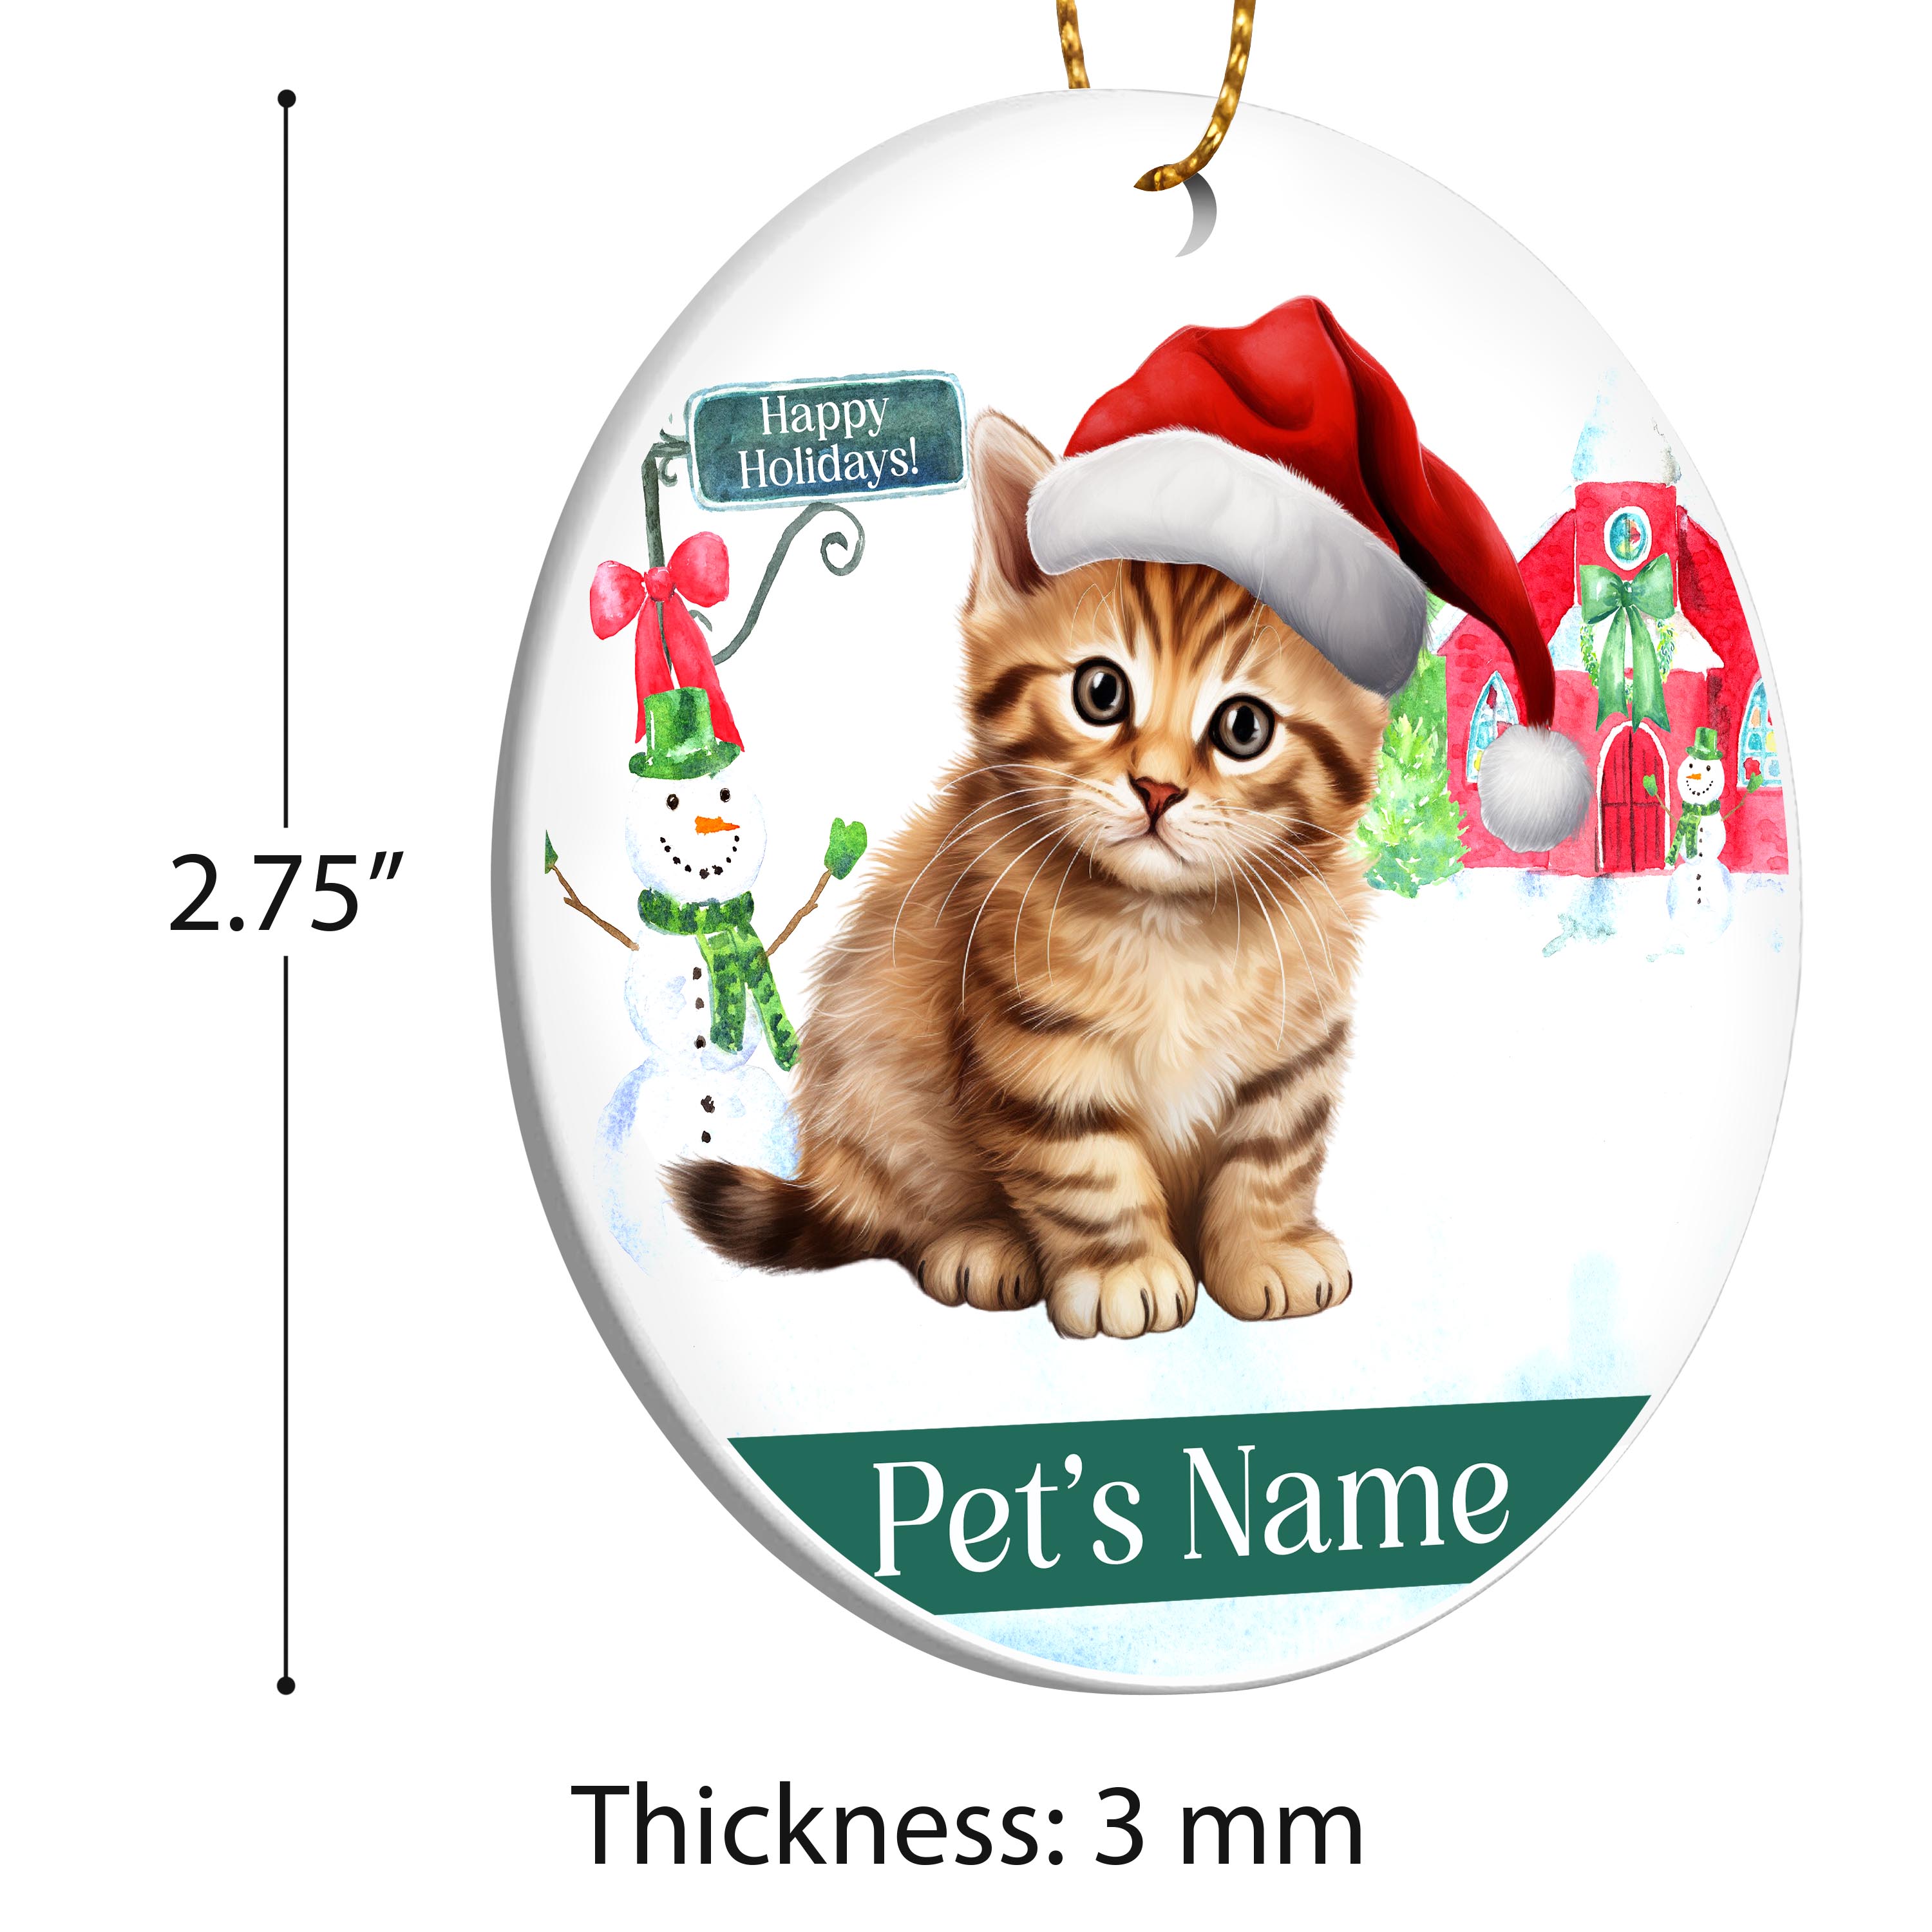 Happy
Holidays!
2.75”
Pet’s Name
Thickness: 3 mm